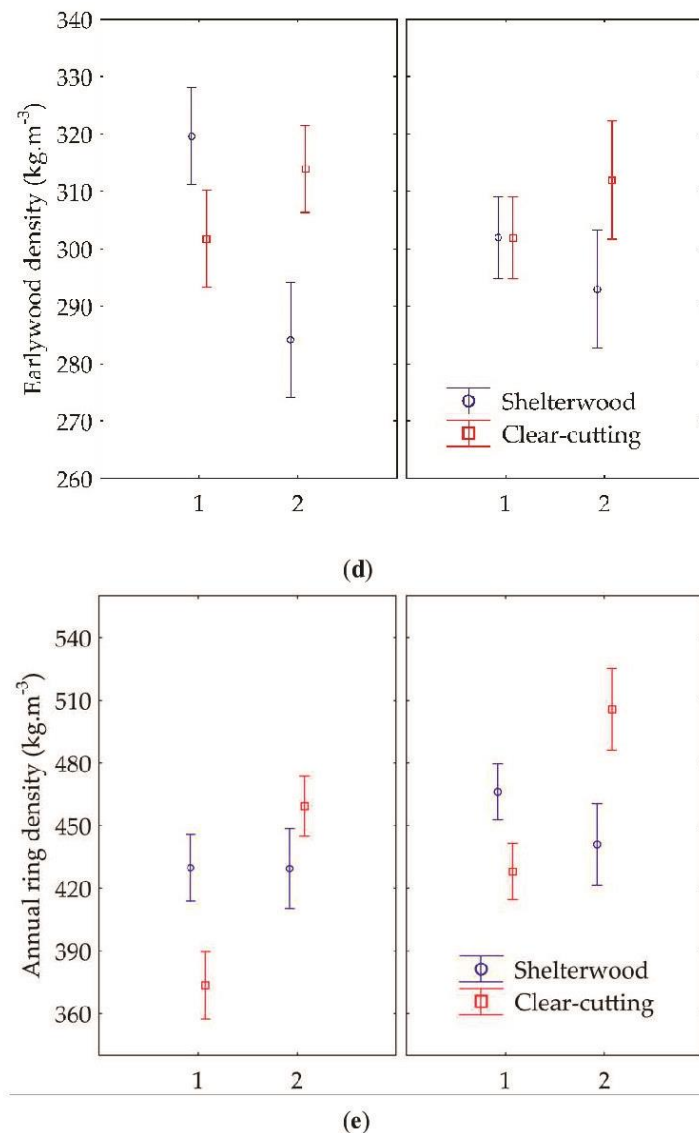 340
330
320
310
300
290
280
270
260
Earlywood density (kg.m⁻³)
Shelterwood
Clear-cutting
1 2 1 2
(d)
540
510
480
450
420
390
360
Annual ring density (kg.m⁻³)
Shelterwood
Clear-cutting
1 2 1 2
(e)